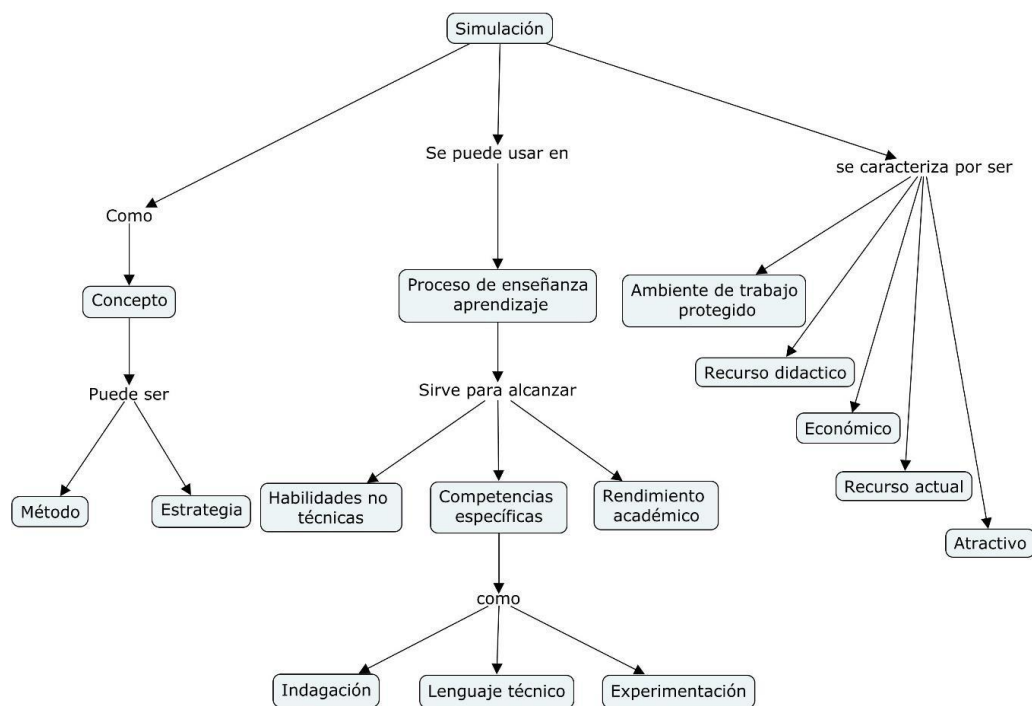 Simulación
Se puede usar en
se caracteriza por ser
Como
Concepto
Proceso de enseñanza
aprendizaje
Ambiente de trabajo
protegido
Recurso didactico
Puede ser
Sirve para alcanzar
Económico
Recurso actual
Método
Estrategia
Habilidades no
técnicas
Competencias
específicas
Rendimiento
académico
Atractivo
como
Indagación
Lenguaje técnico
Experimentación